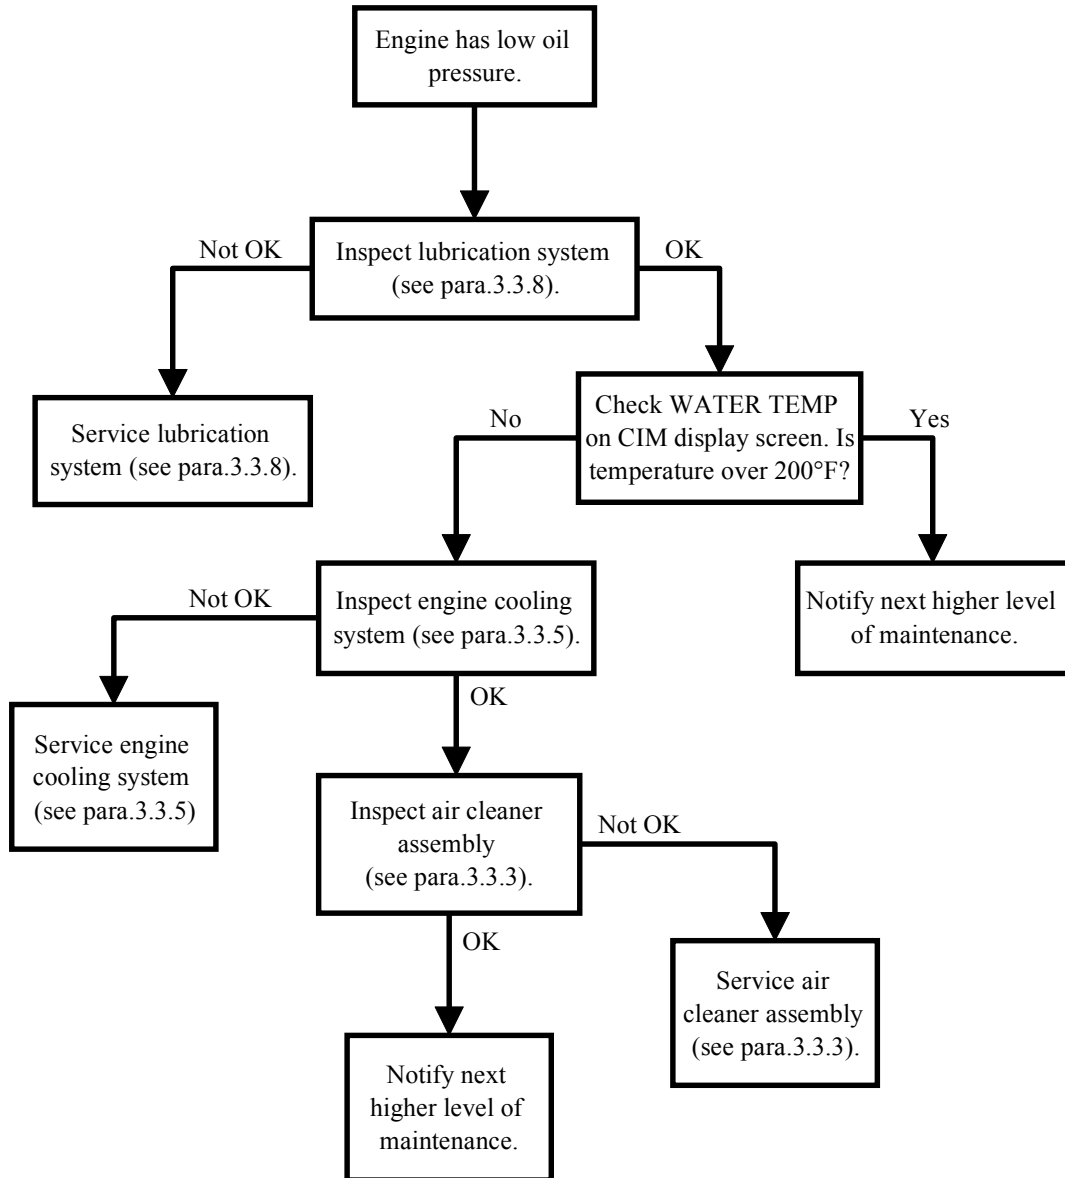 Engine has low oil
pressure.
Not OK
Inspect lubrication system
(see para.3.3.8).
OK
Service lubrication
system (see para.3.3.8).
No
Check WATER TEMP
on CIM display screen. Is
temperature over 200°F?
Yes
Not OK
Inspect engine cooling
system (see para.3.3.5).
Notify next higher level
of maintenance.
OK
Service engine
cooling system
(see para.3.3.5)
Inspect air cleaner
assembly
(see para.3.3.3).
Not OK
OK
Service air
cleaner assembly
(see para.3.3.3).
Notify next
higher level of
maintenance.